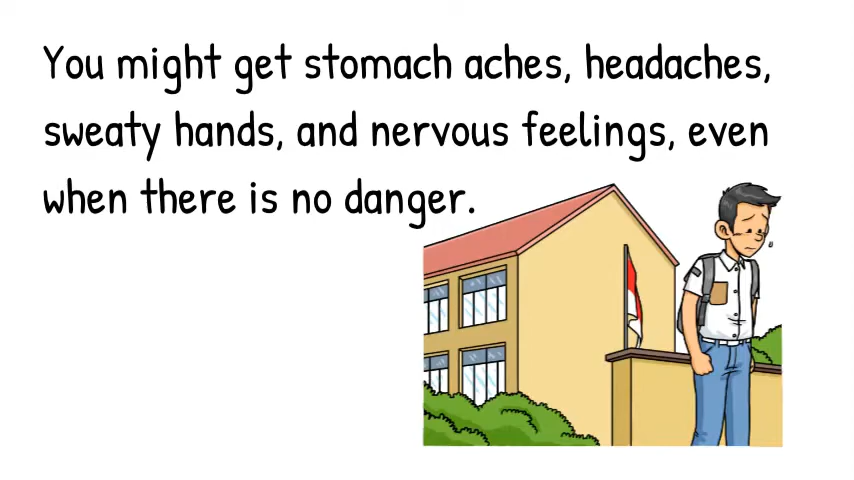 You might get stomach aches, headaches,
sweaty hands, and nervous feelings, even
when there is no danger.